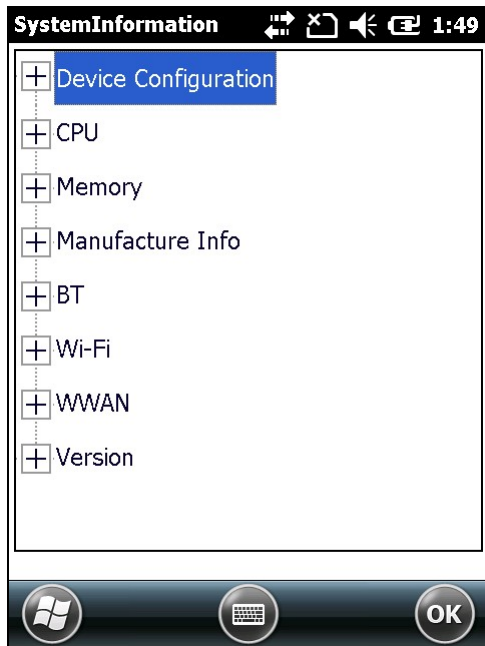 SystemInformation 1:49
Device Configuration
CPU
Memory
Manufacture Info
BT
Wi-Fi
WWAN
Version
OK